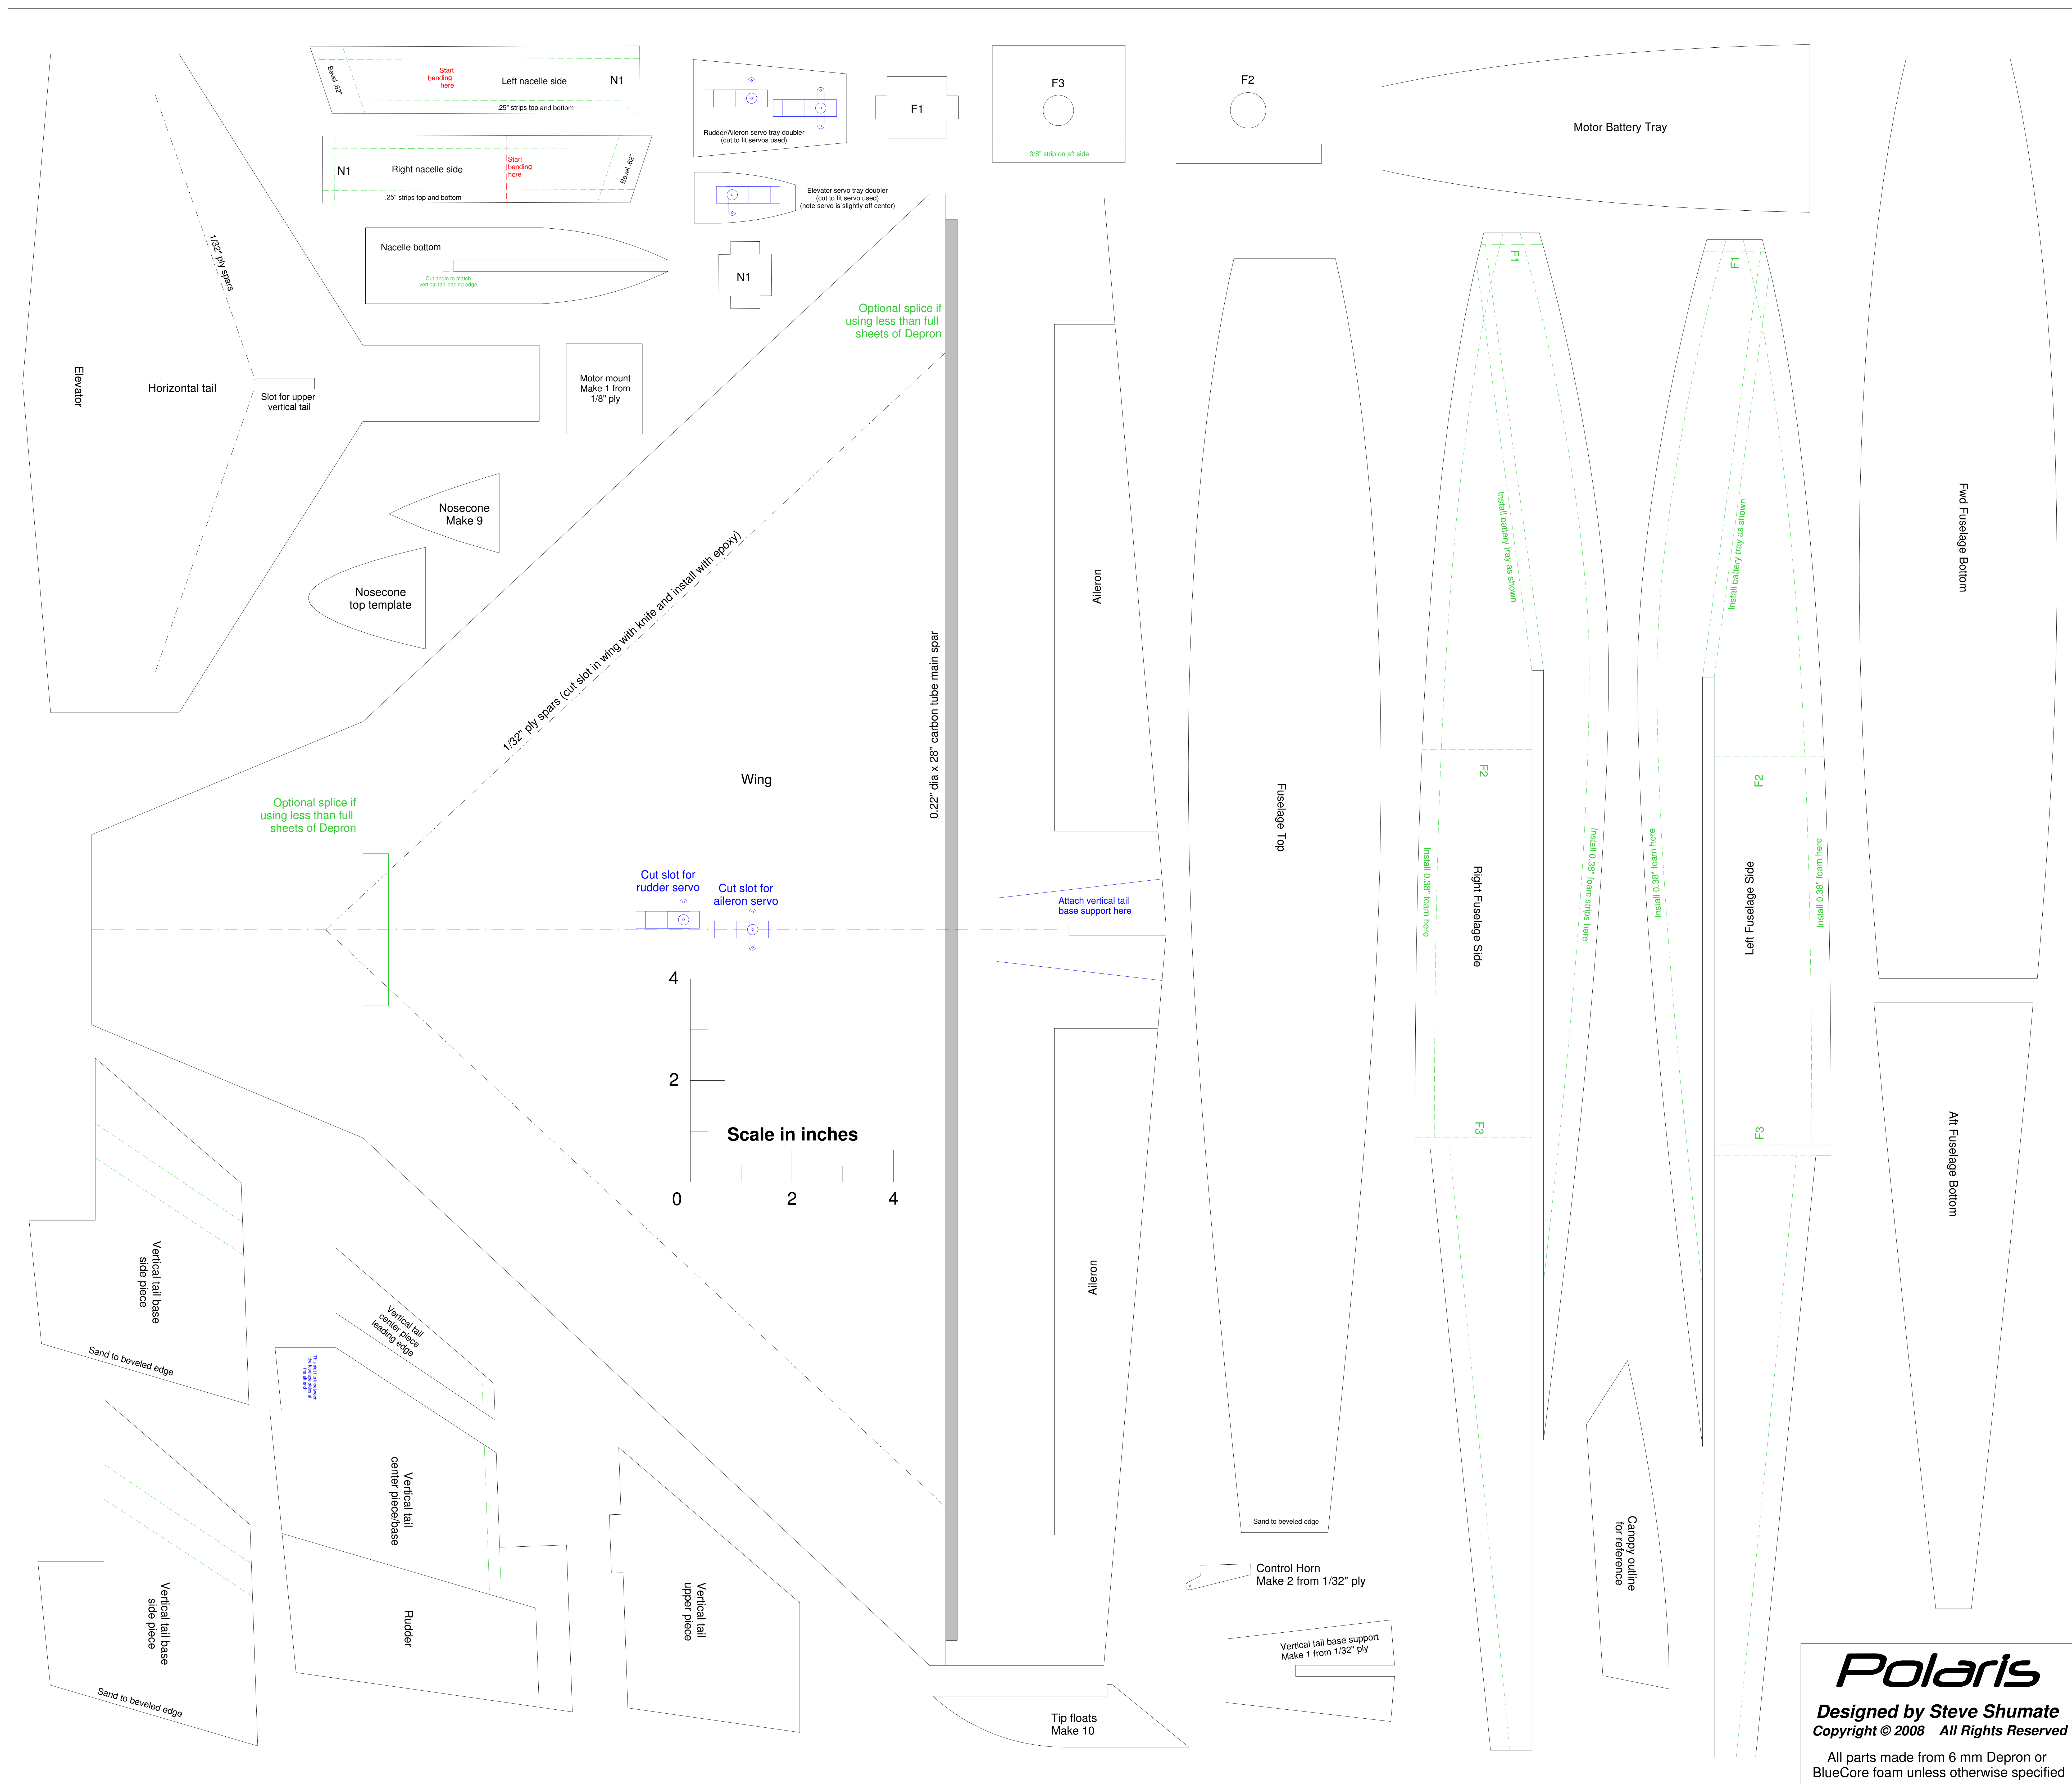 Bevel .62"
Start
bending
here
Left nacelle side
N1
.25" strips top and bottom
N1
Right nacelle side
Start
bending
here
Bevel .62"
.25" strips top and bottom
Rudder/Aileron servo tray doubler
(cut to fit servos used)
F1
F3
3/8" strip on aft side
F2
Motor Battery Tray
Elevator servo tray doubler
(cut to fit servo used)
(note servo is slightly off center)
Nacelle bottom
Cut angle to match
vertical tail leading edge
N1
1/32" ply spars
Elevator
Horizontal tail
Slot for upper
vertical tail
Motor mount
Make 1 from
1/8" ply
Nosecone
Make 9
Nosecone
top template
Optional splice if
using less than full
sheets of Depron
1/32" ply spars (cut slot in wing with knife and install with epoxy)
0.22" dia x 28" carbon tube main spar
Wing
Optional splice if
using less than full
sheets of Depron
Cut slot for
rudder servo
Cut slot for
aileron servo
Aileron
Attach vertical tail
base support here
Aileron
4
2
Scale in inches
0
2
4
Fuselage Top
Sand to beveled edge
F1
Install battery tray as shown
F2
Install 0.38" foam here
Right Fuselage Side
Install 0.38" foam strips here
F3
F1
Install battery tray as shown
F2
Install 0.38" foam here
Left Fuselage Side
Install 0.38" foam here
F3
Fwd Fuselage Bottom
Aft Fuselage Bottom
Vertical tail base
side piece
Sand to beveled edge
Vertical tail
center piece
leading edge
This slot fits inbetween
the fuselage sides at
the aft end
Vertical tail
center piece/base
Rudder
Vertical tail base
side piece
Sand to beveled edge
Vertical tail
upper piece
Tip floats
Make 10
Control Horn
Make 2 from 1/32" ply
Vertical tail base support
Make 1 from 1/32" ply
Canopy outline
for reference
Polaris
Designed by Steve Shumate
Copyright © 2008 All Rights Reserved
All parts made from 6 mm Depron or
BlueCore foam unless otherwise specified